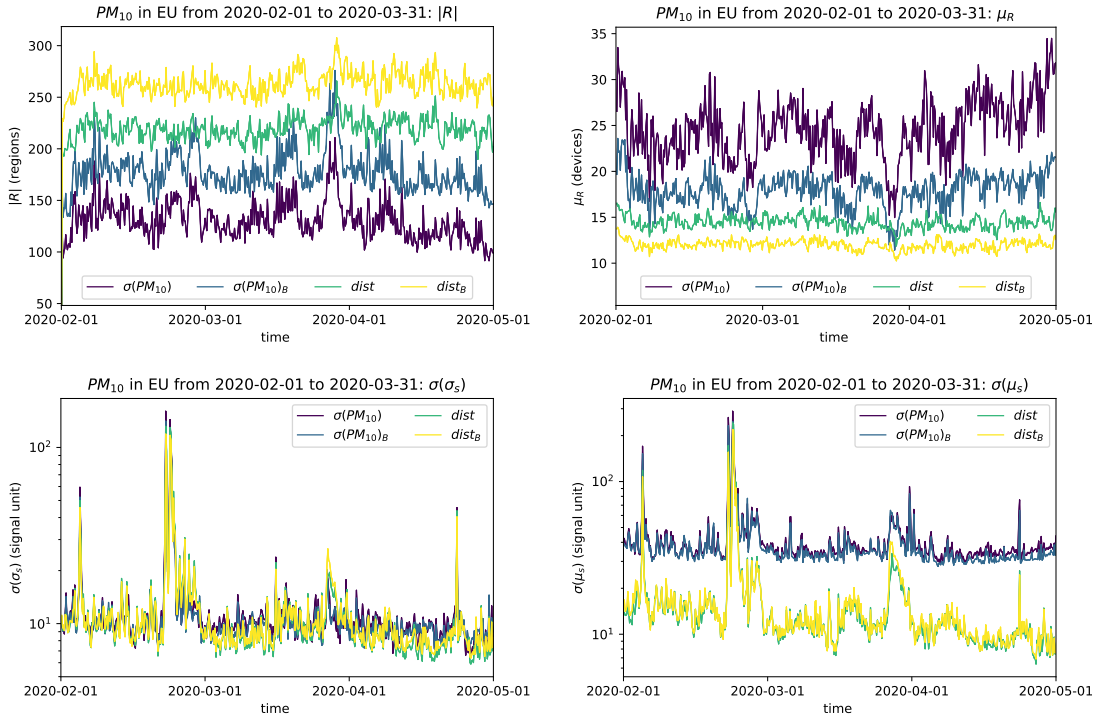 PM10 in EU from 2020-02-01 to 2020-03-31: |R|
300
250
200
150
100
50
|R| (regions)
σ(PM10) σ(PM10)B dist distB
2020-02-01 2020-03-01 2020-04-01 2020-05-01
time
PM10 in EU from 2020-02-01 to 2020-03-31: μR
35
30
25
20
15
10
μR (devices)
σ(PM10) σ(PM10)B dist distB
2020-02-01 2020-03-01 2020-04-01 2020-05-01
time
PM10 in EU from 2020-02-01 to 2020-03-31: σ(σs)
σ(PM10) dist
σ(PM10)B distB
10²
10¹
σ(σs) (signal unit)
2020-02-01 2020-03-01 2020-04-01 2020-05-01
time
PM10 in EU from 2020-02-01 to 2020-03-31: σ(μs)
σ(PM10) dist
σ(PM10)B distB
10²
10¹
σ(μs) (signal unit)
2020-02-01 2020-03-01 2020-04-01 2020-05-01
time